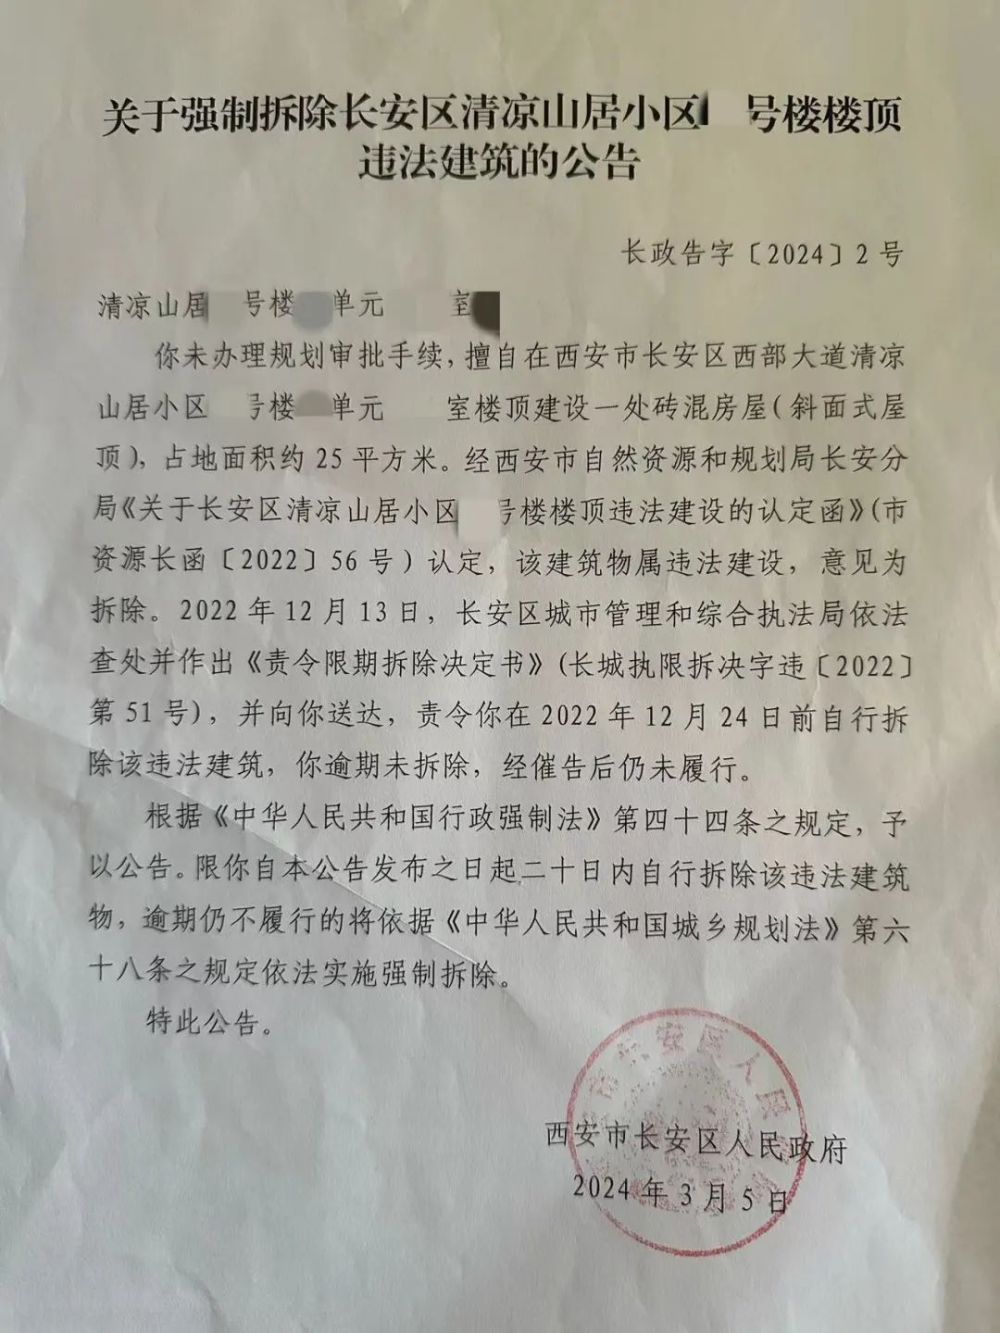 关于强制拆除长安区清凉山居小区 号楼楼顶
违法建筑的公告
长政告字〔2024〕2号
清凉山居 号楼 单元 室
你未办理规划审批手续,擅自在西安市长安区西部大道清凉
山居小区 号楼 单元 室楼顶建设一处砖混房屋(斜面式屋
顶),占地面积约25平方米。经西安市自然资源和规划局长安分
局《关于长安区清凉山居小区 号楼楼顶违法建设的认定函》(市
资源长函〔2022〕56号)认定,该建筑物属违法建设,意见为
拆除。2022年12月13日,长安区城市管理和综合执法局依法
查处并作出《责令限期拆除决定书》(长城执限拆决字违〔2022〕
第51号),并向你送达,责令你在2022年12月24日前自行拆
除该违法建筑,你逾期未拆除,经催告后仍未履行。
根据《中华人民共和国行政强制法》第四十四条之规定,予
以公告。限你自本公告发布之日起二十日内自行拆除该违法建筑
物,逾期仍不履行的将依据《中华人民共和国城乡规划法》第六
十八条之规定依法实施强制拆除。
特此公告。
西安市长安区人民政府
2024年3月5日